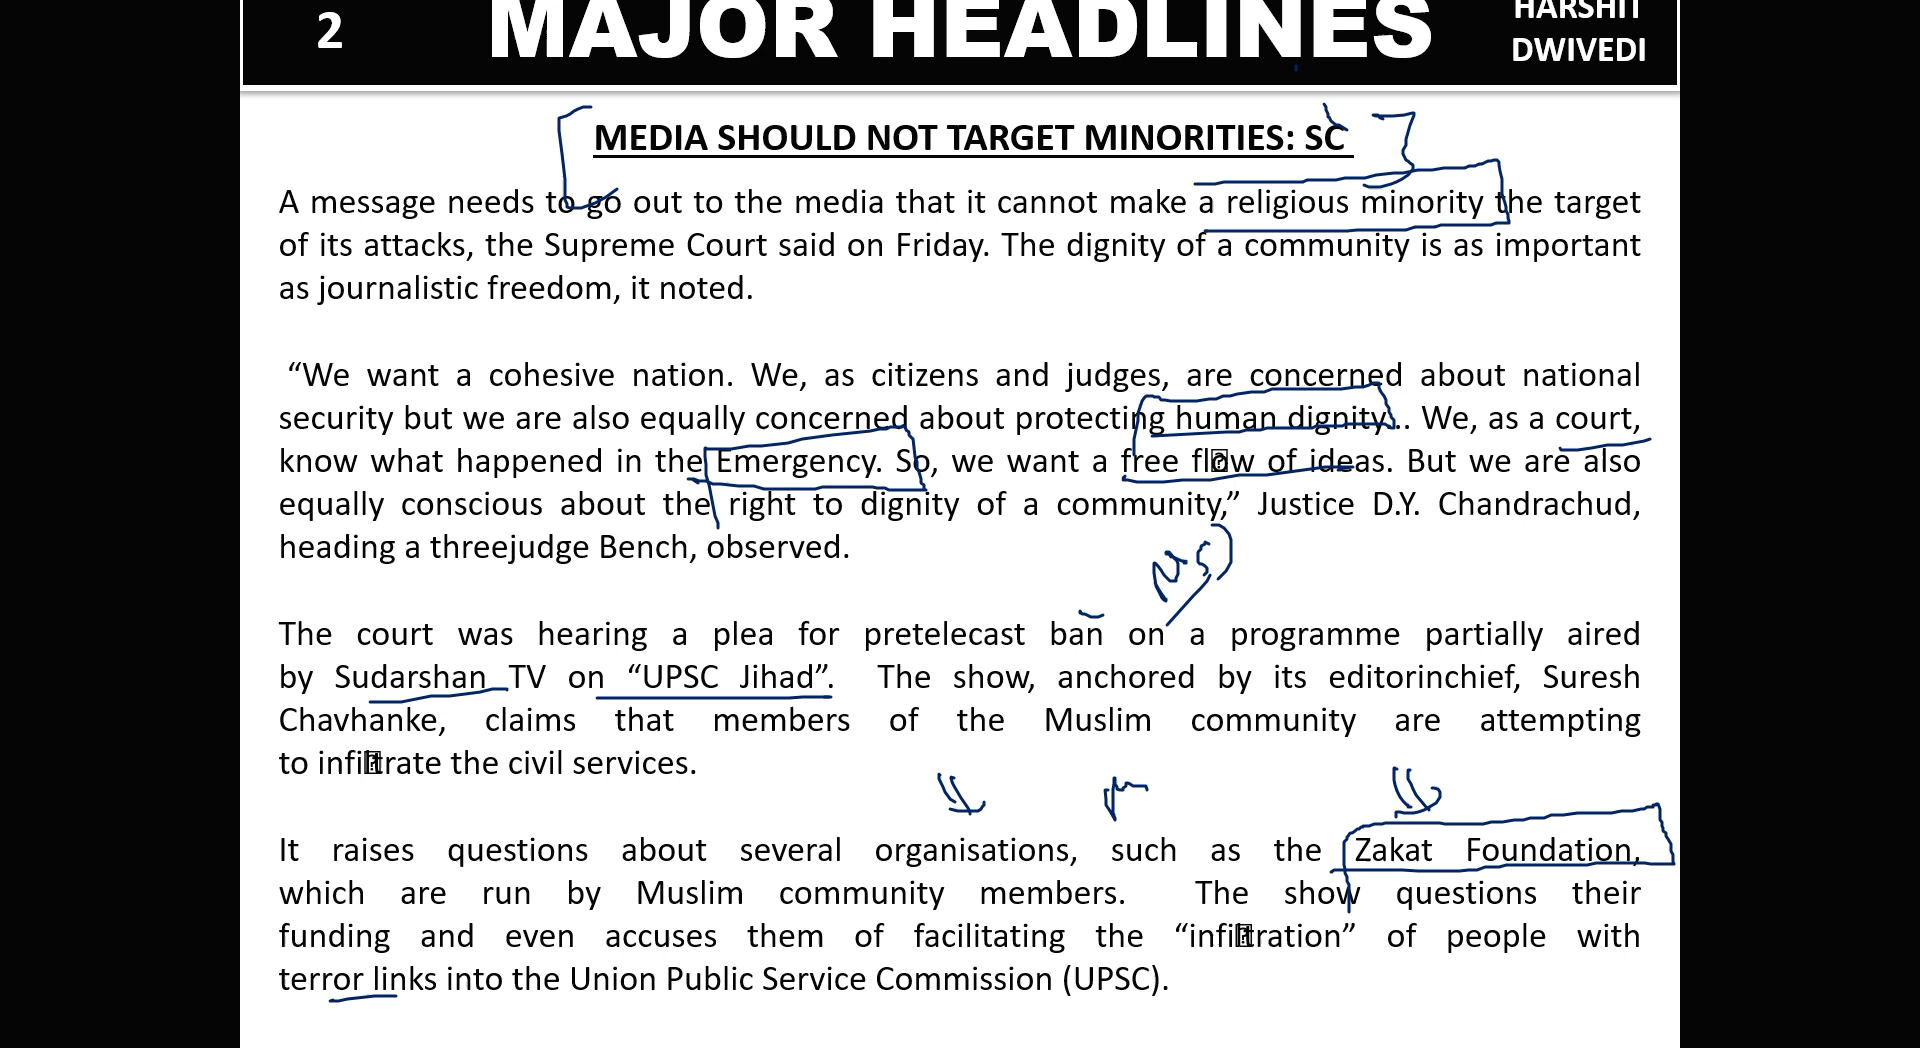 2
MAJOR HEADLINES
HARSHIT
DWIVEDI
MEDIA SHOULD NOT TARGET MINORITIES: SC
A message needs to go out to the media that it cannot make a religious minority the target
of its attacks, the Supreme Court said on Friday. The dignity of a community is as important
as journalistic freedom, it noted.
“We want a cohesive nation. We, as citizens and judges, are concerned about national
security but we are also equally concerned about protecting human dignity... We, as a court,
know what happened in the Emergency. So, we want a free flow of ideas. But we are also
equally conscious about the right to dignity of a community,” Justice D.Y. Chandrachud,
heading a threejudge Bench, observed.
The court was hearing a plea for pretelecast ban on a programme partially aired
by Sudarshan TV on “UPSC Jihad”. The show, anchored by its editorinchief, Suresh
Chavhanke, claims that members of the Muslim community are attempting
to infiltrate the civil services.
It raises questions about several organisations, such as the Zakat Foundation,
which are run by Muslim community members. The show questions their
funding and even accuses them of facilitating the “infiltration” of people with
terror links into the Union Public Service Commission (UPSC).